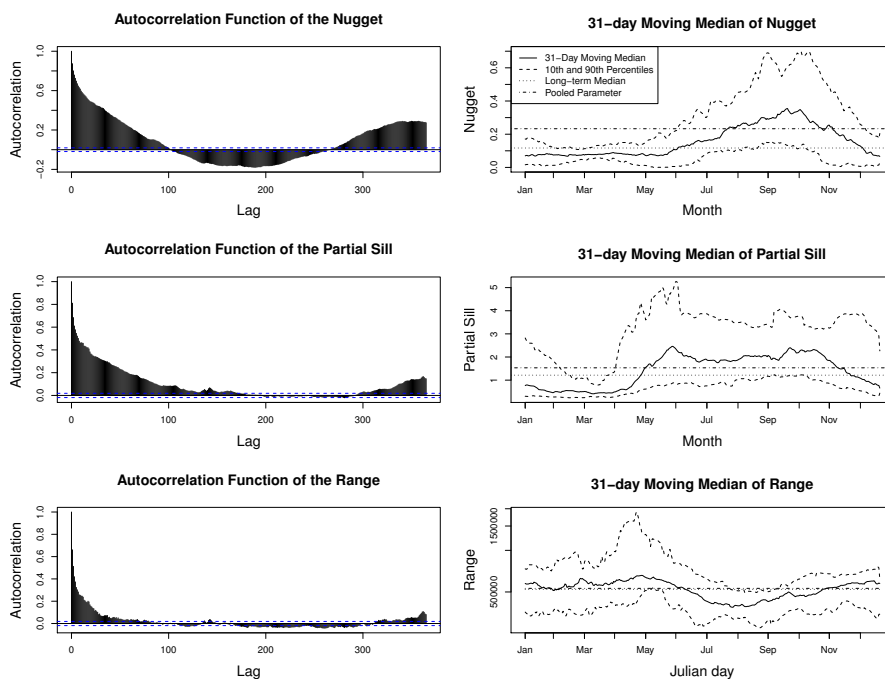 Autocorrelation Function of the Nugget
Autocorrelation
−0.2
0.2
0.6
1.0
0
100
200
300
Lag
31−day Moving Median of Nugget
31−Day Moving Median
10th and 90th Percentiles
Long−term Median
Pooled Parameter
Nugget
0.0
0.2
0.4
0.6
Jan
Mar
May
Jul
Sep
Nov
Month
Autocorrelation Function of the Partial Sill
Autocorrelation
0.0
0.2
0.4
0.6
0.8
1.0
0
100
200
300
Lag
31−day Moving Median of Partial Sill
Partial Sill
1
2
3
4
5
Jan
Mar
May
Jul
Sep
Nov
Month
Autocorrelation Function of the Range
Autocorrelation
0.0
0.2
0.4
0.6
0.8
1.0
0
100
200
300
Lag
31−day Moving Median of Range
Range
500000
1500000
Jan
Mar
May
Jul
Sep
Nov
Julian day